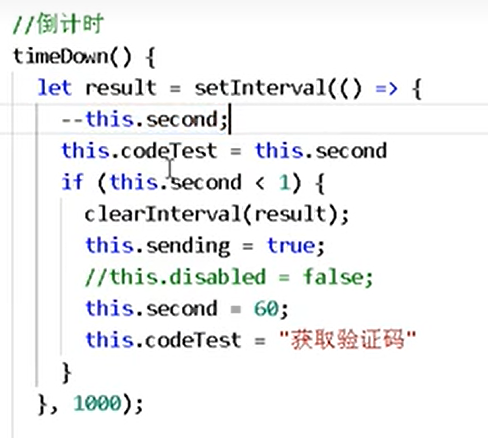 //倒计时
timeDown() {
let result = setInterval(() => {
--this.second;
this.codeTest = this.second
if (this.second < 1) {
clearInterval(result);
this.sending = true;
//this.disabled = false;
this.second = 60;
this.codeTest = "获取验证码"
}
}, 1000);